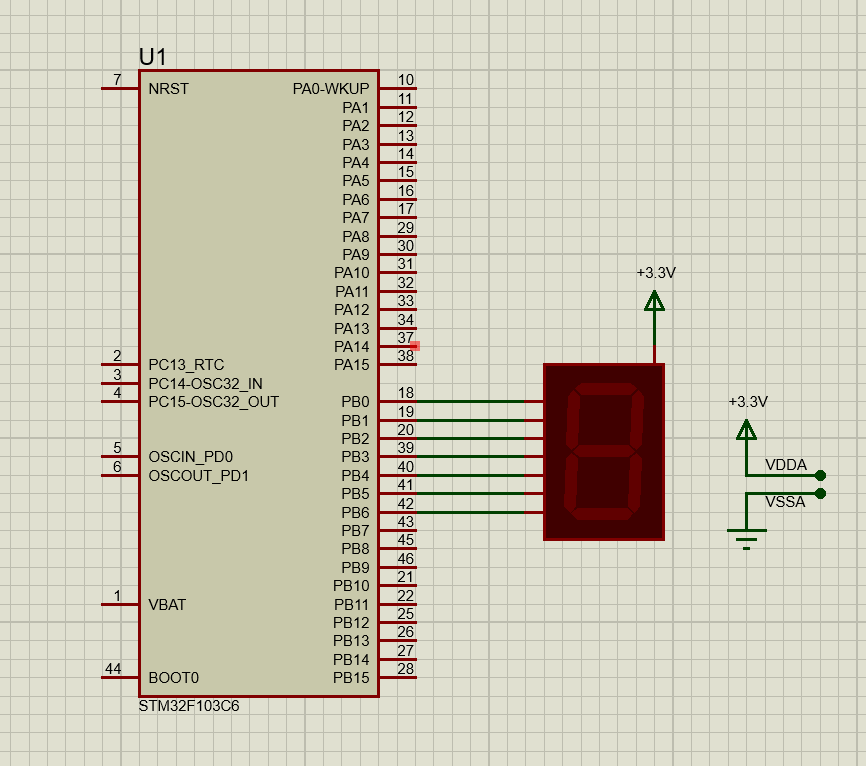 U1
7 NRST PA0-WKUP 10
PA1 11
PA2 12
PA3 13
PA4 14
PA5 15
PA6 16
PA7 17
PA8 29
PA9 30
PA10 31
+3.3V
PA11 32
PA12 33
PA13 34
PA14 37
2 PC13_RTC PA15 38
3 PC14-OSC32_IN
4 PC15-OSC32_OUT PB0 18
+3.3V
PB1 19
PB2 20
5 OSCIN_PD0 PB3 39
VDDA
6 OSCOUT_PD1 PB4 40
PB5 41
VSSA
PB6 42
PB7 43
PB8 45
PB9 46
PB10 21
1 VBAT PB11 22
PB12 25
PB13 26
PB14 27
44 BOOT0 PB15 28
STM32F103C6